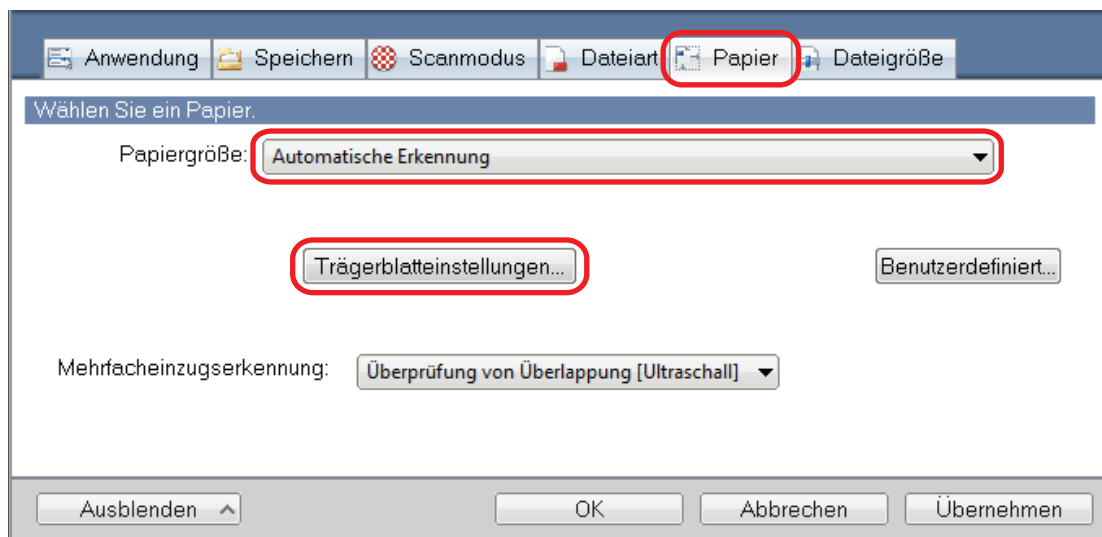 Anwendung Speichern Scanmodus Dateiart Papier Dateigröße
Wählen Sie ein Papier.
Papiergröße: Automatische Erkennung
Trägerblatteinstellungen... Benutzerdefiniert...
Mehrfacheinzugserkennung: Überprüfung von Überlappung [Ultraschall]
Ausblenden OK Abbrechen Übernehmen